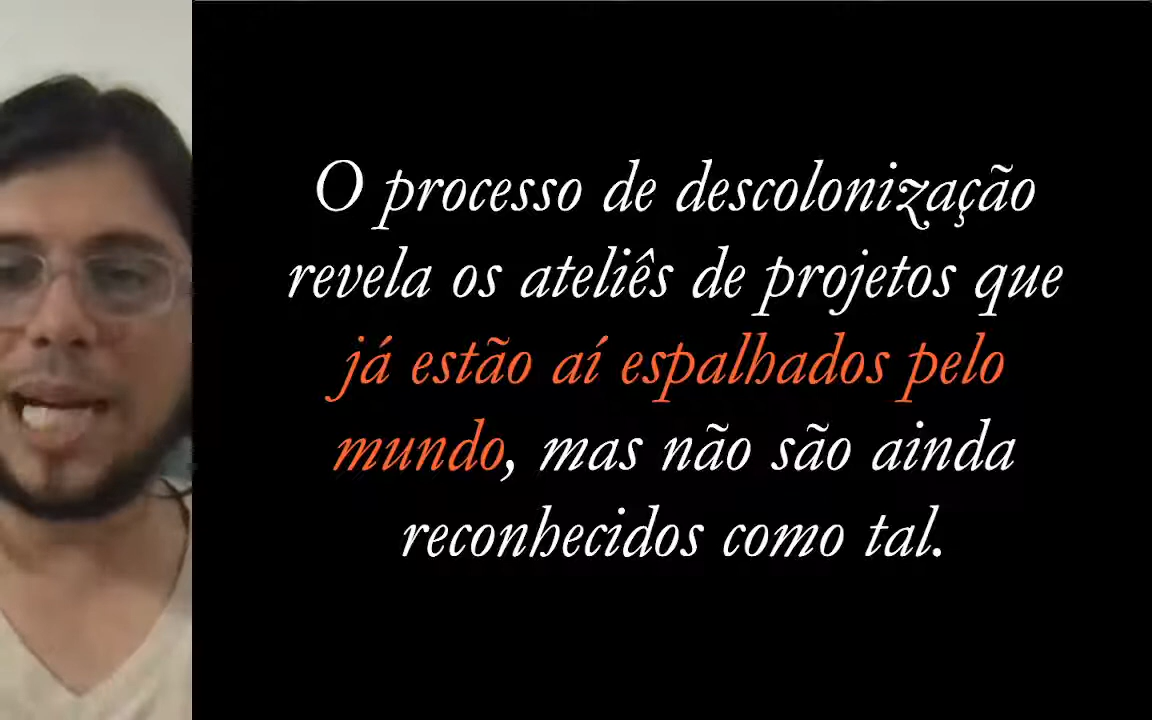 O processo de descolonização
revela os ateliês de projetos que
já estão aí espalhados pelo
mundo, mas não são ainda
reconhecidos como tal.